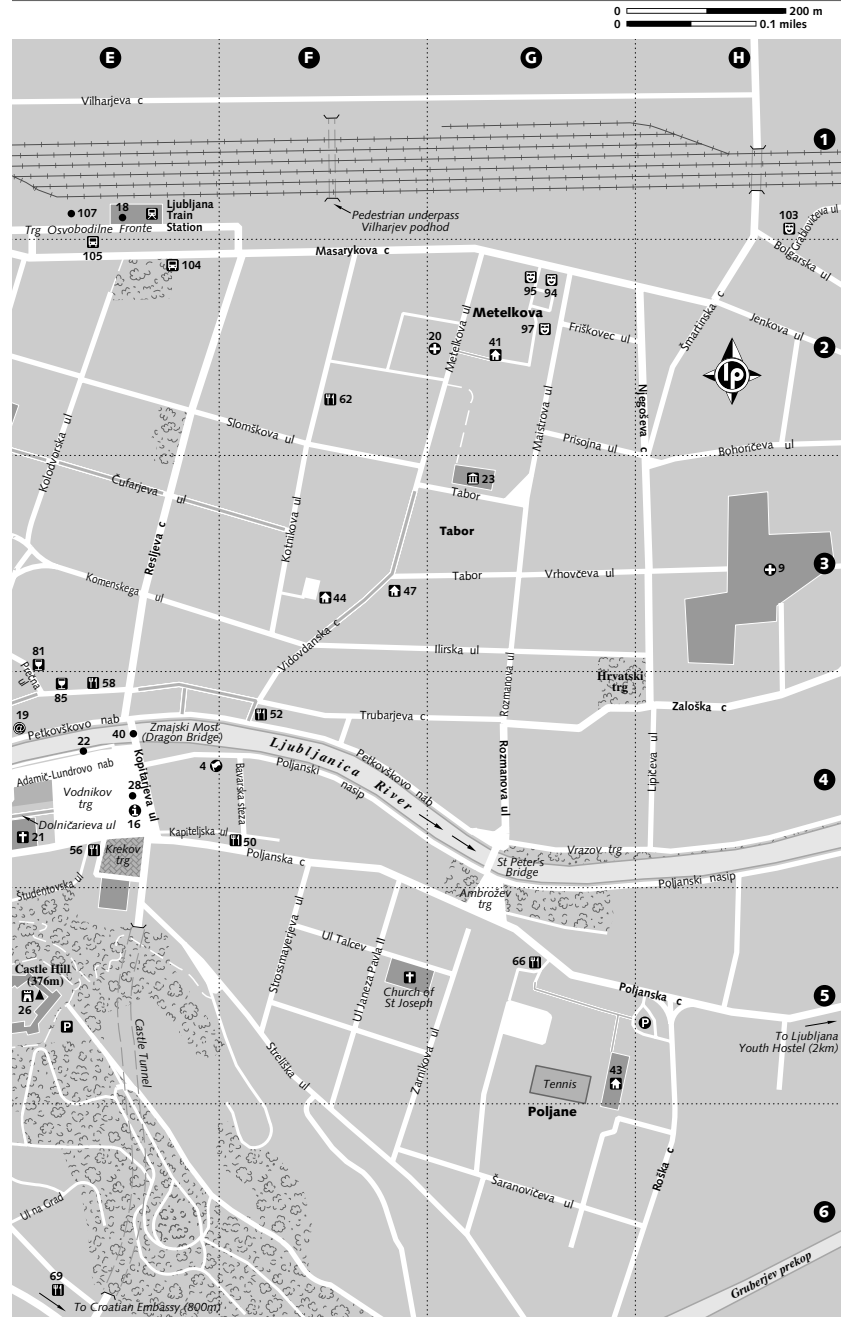 0 200 m
0 0.1 miles
E
F
G
H
Vilharjeva c
1
107
18
Ljubljana
Train
Station
Trg Osvobodilne Fronte
105
104
Pedestrian underpass
Vilharjev podhod
103
Grablovičeva ul
Bolgarska ul
Masarykova c
95
94
Metelkova
97
20
41
Metelkova ul
Friškovec ul
Šmartinska c
Jenkova ul
lp
2
62
Maistrova ul
Njegoševa c
Kolodvorska ul
Slomškova ul
Prisojna ul
Bohoričeva ul
Čufarjeva ul
23
Tabor
Kotnikova ul
Tabor
Resljeva c
Komenskega ul
44
47
Tabor
Vrhovčeva ul
9
3
Vidovdanska c
Ilirska ul
81
Prečna ul
85
58
Rozmanova ul
Hrvatski
trg
52
Trubarjeva c
Zaloška c
19
Petkovškovo nab
22
40
Zmajski Most
(Dragon Bridge)
Ljubljanica River
Petkovškovo nab
Poljanski nasip
Rozmanova ul
Lipičeva ul
4
Adamič-Lundrovo nab
Kopitarjeva ul
4
Bavarska steza
Vodnikov
trg
28
16
Dolničarjeva ul
21
Kapiteljska ul
50
56
Krekov
trg
Poljanska c
St Peter's
Bridge
Vrazov trg
Poljanski nasip
Študentovska ul
Ambrožev
trg
Strossmayerjeva ul
Ul Talcev
Ul Janeza Pavla II
66
Castle Hill
(376m)
26
P
Church of
St Joseph
Poljanska c
5
P
To Ljubljana
Youth Hostel (2km)
Castle Tunnel
Streliška ul
Zarnikova ul
43
Tennis
Poljane
Roška c
Šaranovičeva ul
Ul na Grad
6
Gruberjev prekop
69
To Croatian Embassy (800m)